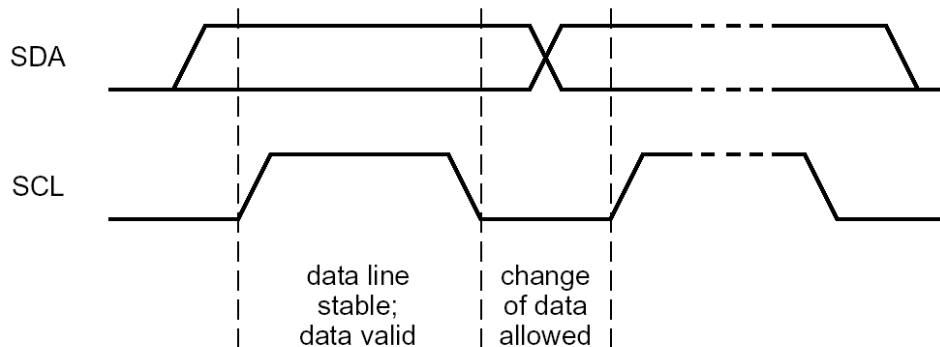 SDA
SCL
data line
stable;
data valid
change
of data
allowed